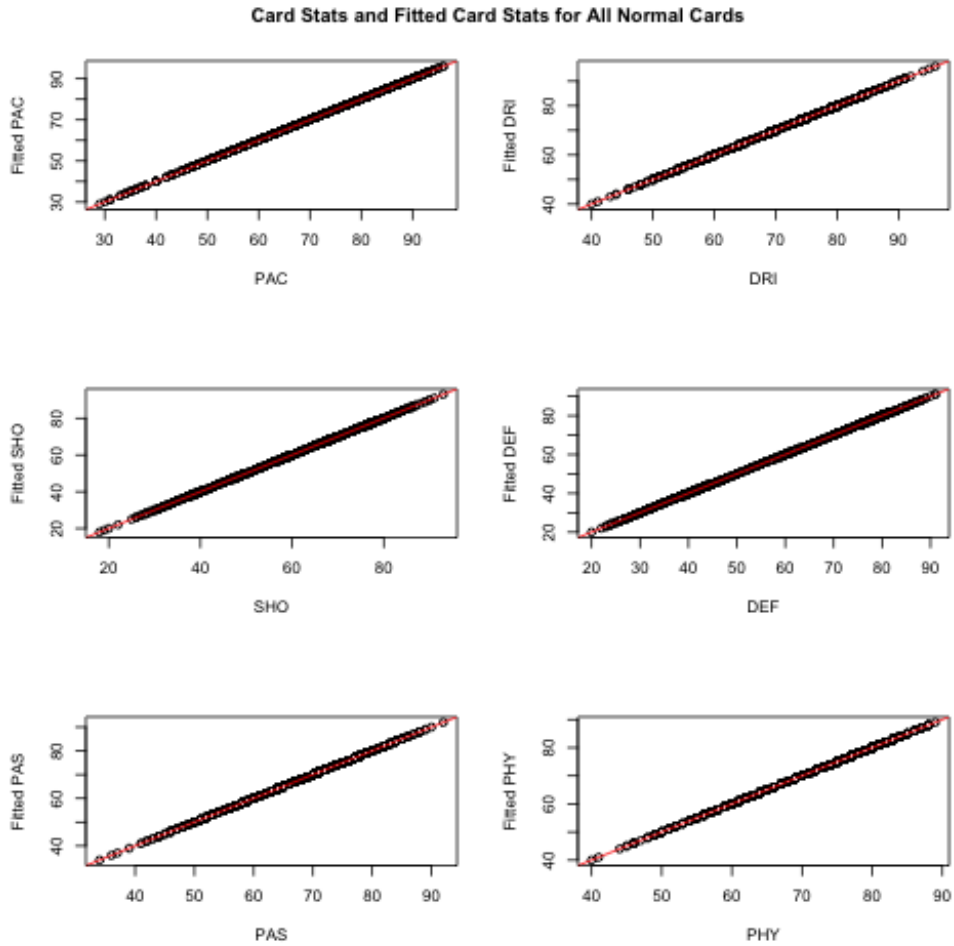 Card Stats and Fitted Card Stats for All Normal Cards
Fitted PAC
90
70
50
30
30 40 50 60 70 80 90
PAC
Fitted DRI
80
60
40
40 50 60 70 80 90
DRI
Fitted SHO
80
60
40
20
20 40 60 80
SHO
Fitted DEF
80
60
40
20
20 30 40 50 60 70 80 90
DEF
Fitted PAS
80
60
40
40 50 60 70 80 90
PAS
Fitted PHY
80
60
40
40 50 60 70 80 90
PHY